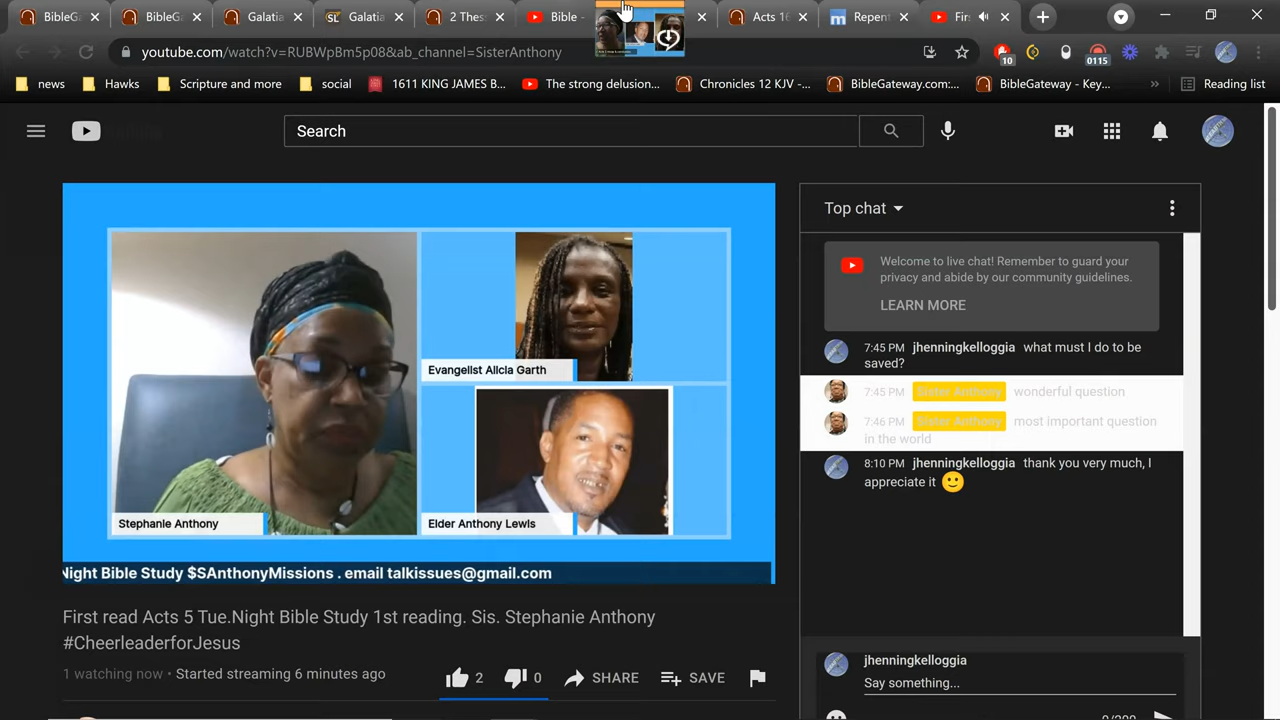 BibleG
BibleG
Galatia
Galatia
2 Thes
Bible -
Acts 16
Repent
Firs
youtube.com/watch?v=RUBWpBm5p08&ab_channel=SisterAnthony
10
0115
news
Hawks
Scripture and more
social
1611 KING JAMES B...
The strong delusion...
Chronicles 12 KJV -...
BibleGateway.com:...
BibleGateway - Key...
»
Reading list
Search
Top chat
Welcome to live chat! Remember to guard your
privacy and abide by our community guidelines.
LEARN MORE
7:45 PM jhenningkelloggia what must I do to be
saved?
7:45 PM Sister Anthony wonderful question
7:46 PM Sister Anthony most important question
in the world
8:10 PM jhenningkelloggia thank you very much, I
appreciate it
Evangelist Alicia Garth
Stephanie Anthony
Elder Anthony Lewis
Night Bible Study $SAnthonyMissions . email talkissues@gmail.com
First read Acts 5 Tue.Night Bible Study 1st reading. Sis. Stephanie Anthony
#CheerleaderforJesus
1 watching now • Started streaming 6 minutes ago
2
0
SHARE
SAVE
jhenningkelloggia
Say something...